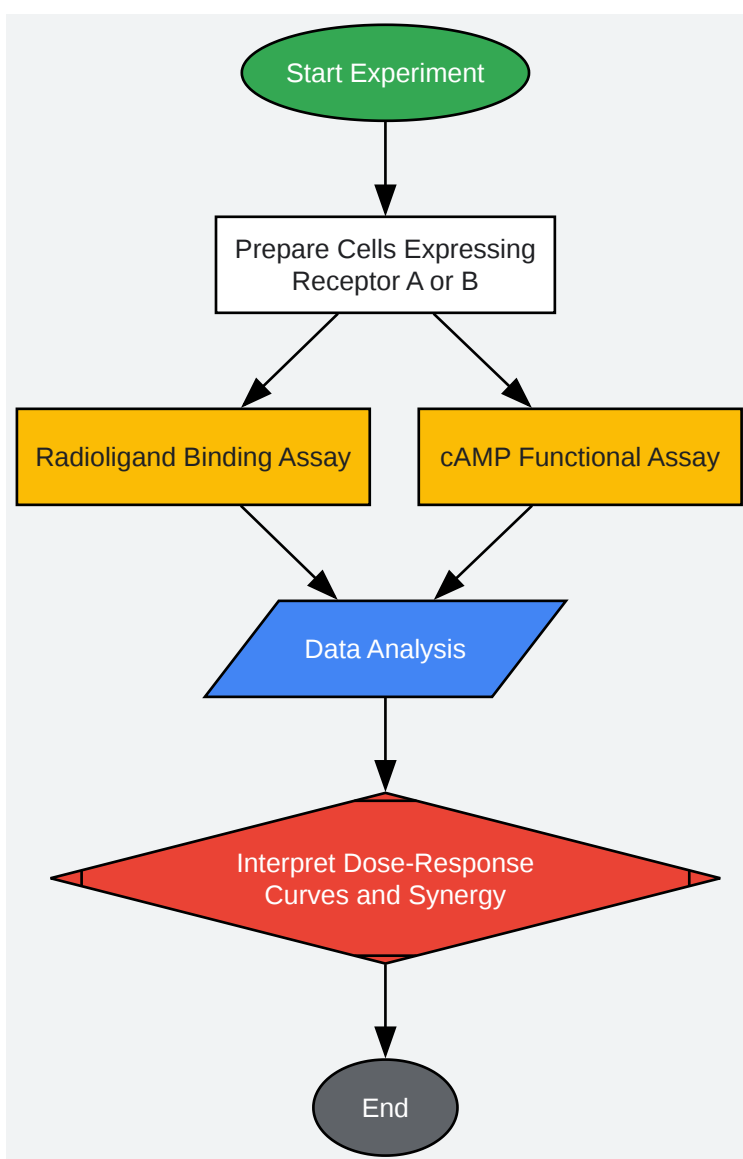 Start Experiment
Prepare Cells Expressing
Receptor A or B
Radioligand Binding Assay
cAMP Functional Assay
Data Analysis
Interpret Dose-Response
Curves and Synergy
End